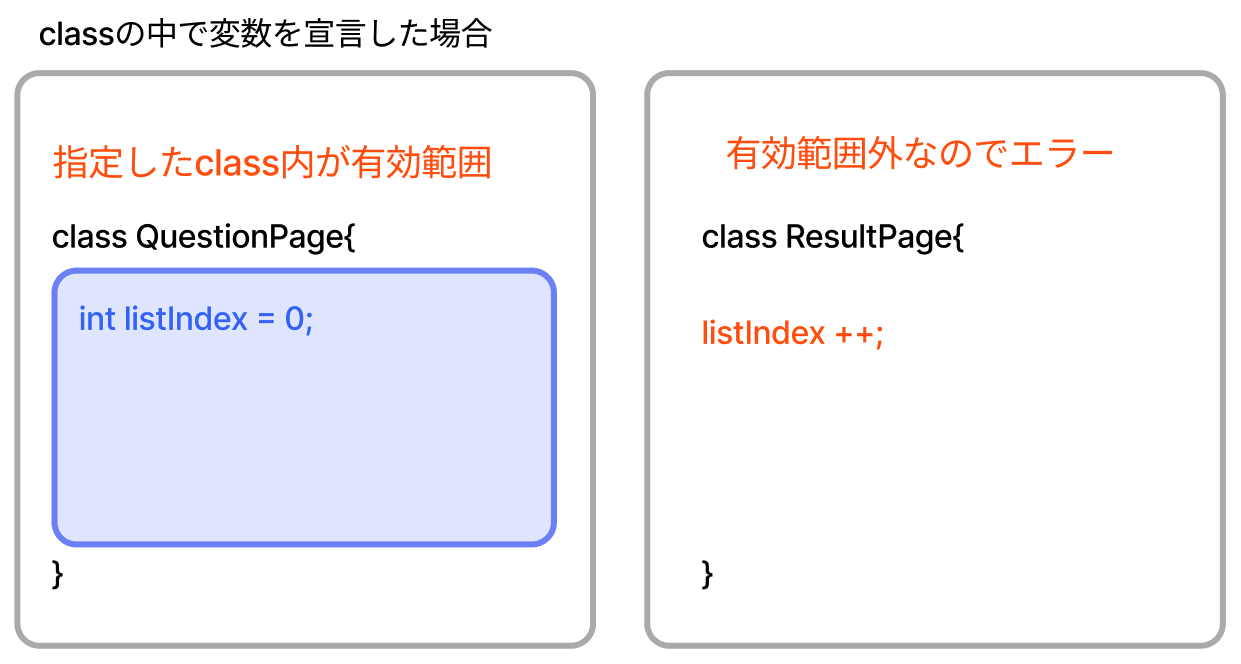 classの中で変数を宣言した場合
指定したclass内が有効範囲
class QuestionPage{
int listIndex = 0;
}
有効範囲外なのでエラー
class ResultPage{
listIndex ++;
}